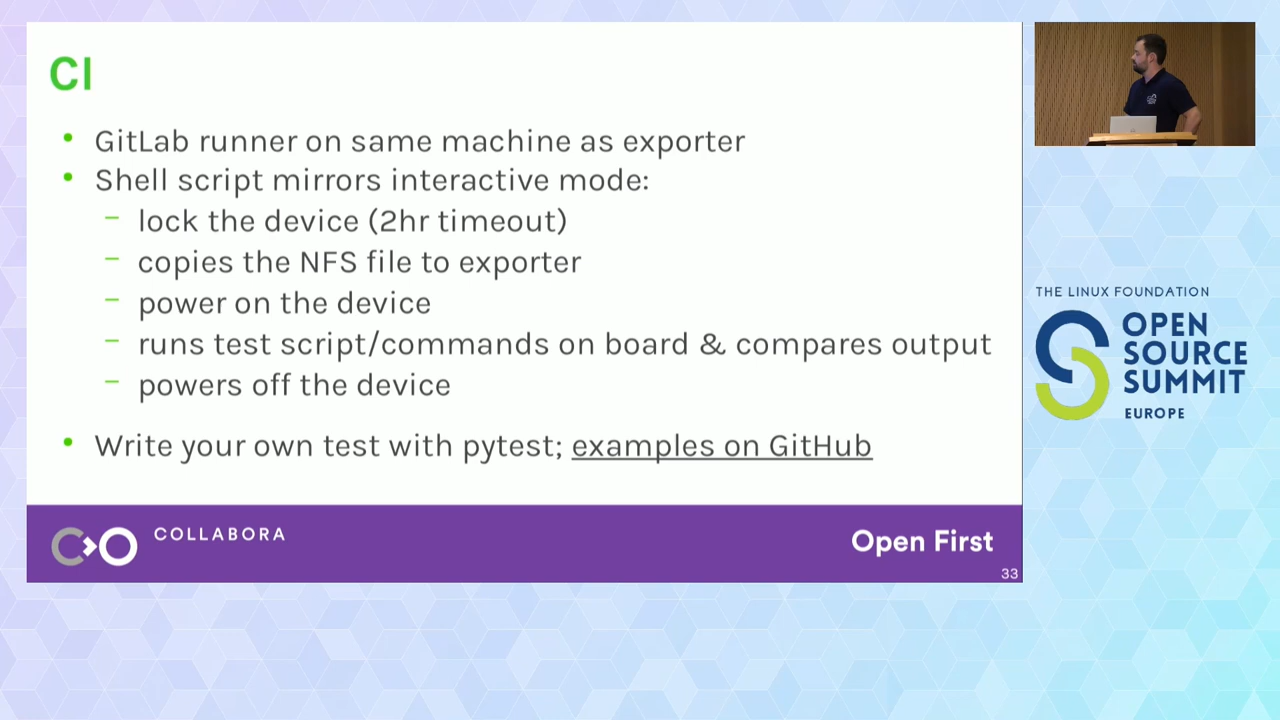 CI
• GitLab runner on same machine as exporter
• Shell script mirrors interactive mode:
– lock the device (2hr timeout)
– copies the NFS file to exporter
– power on the device
– runs test script/commands on board & compares output
– powers off the device
• Write your own test with pytest; examples on GitHub
COLLABORA
Open First
33
THE LINUX FOUNDATION
OPEN
SOURCE
SUMMIT
EUROPE